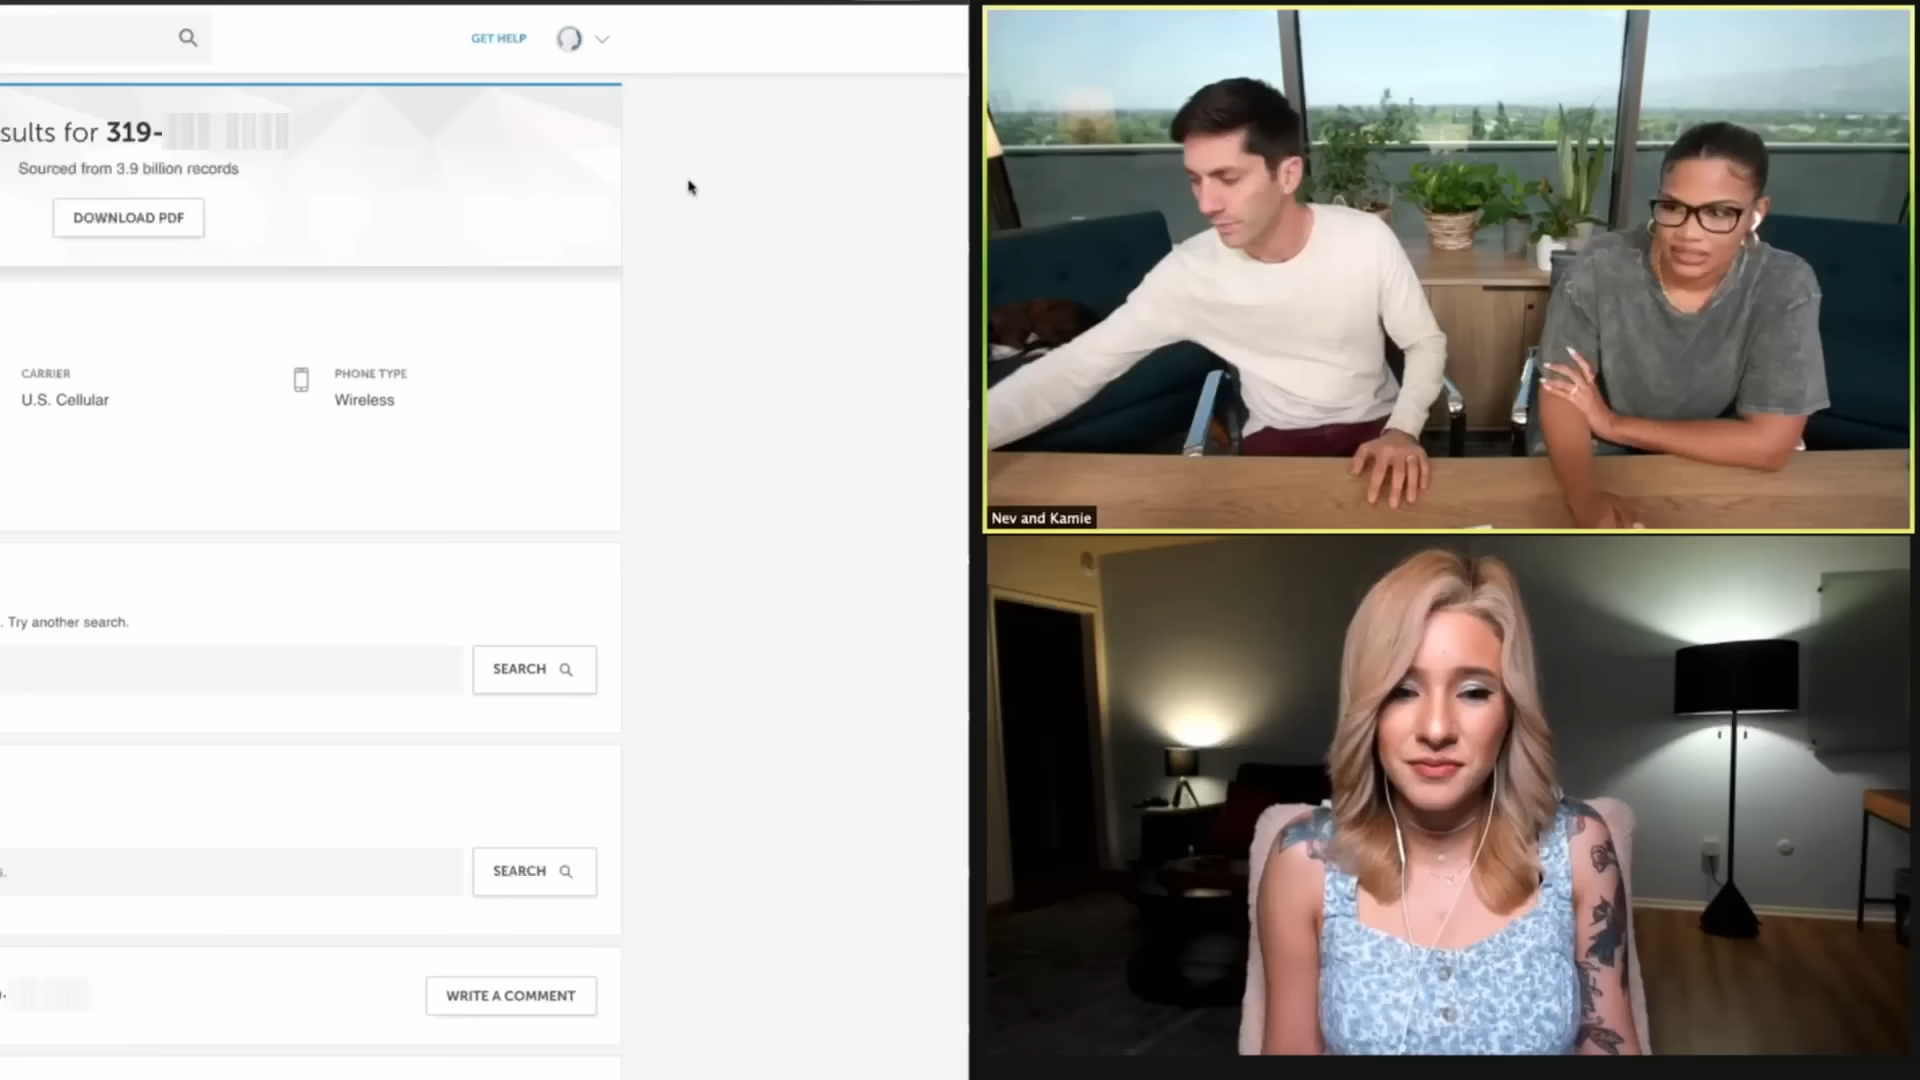 GET HELP
sults for 319-
Sourced from 3.9 billion records
DOWNLOAD PDF
CARRIER
U.S. Cellular
PHONE TYPE
Wireless
. Try another search.
SEARCH
s.
SEARCH
WRITE A COMMENT
Nev and Kamie